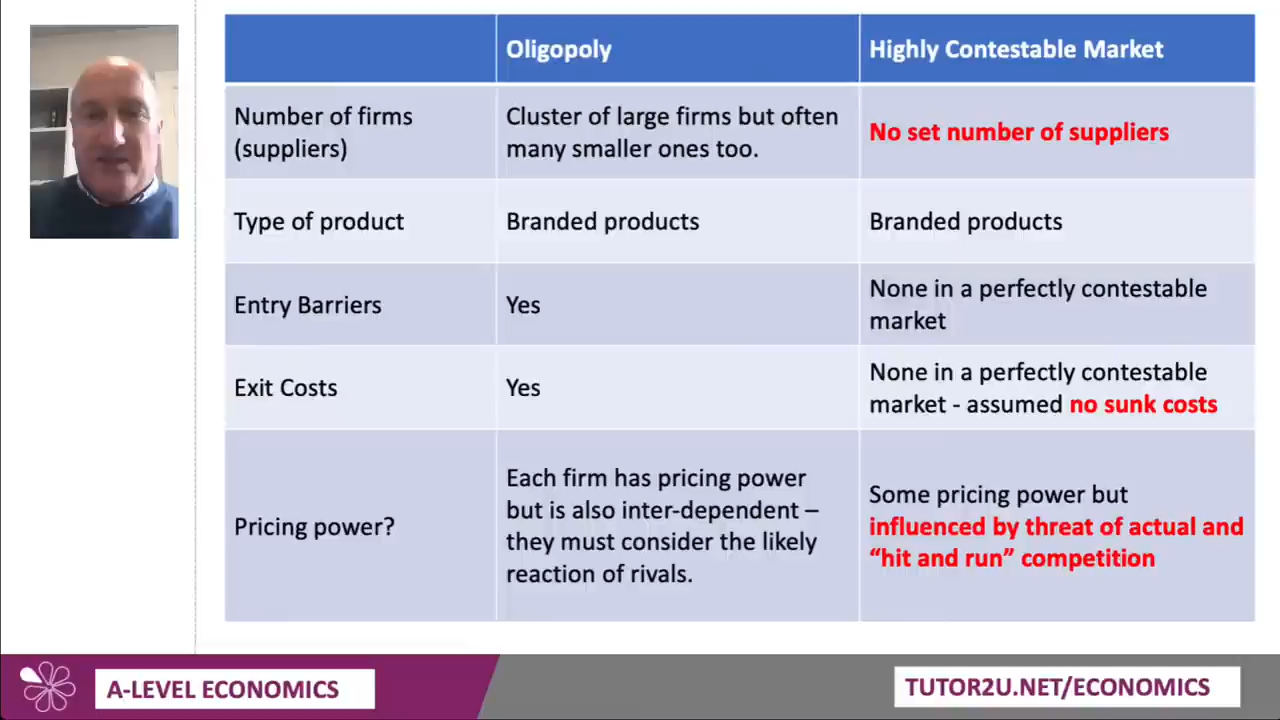 Oligopoly
Highly Contestable Market
Number of firms
(suppliers)
Cluster of large firms but often
many smaller ones too.
No set number of suppliers
Type of product
Branded products
Branded products
Entry Barriers
Yes
None in a perfectly contestable
market
Exit Costs
Yes
None in a perfectly contestable
market - assumed no sunk costs
Pricing power?
Each firm has pricing power
but is also inter-dependent –
they must consider the likely
reaction of rivals.
Some pricing power but
influenced by threat of actual and
“hit and run” competition
A-LEVEL ECONOMICS
TUTOR2U.NET/ECONOMICS